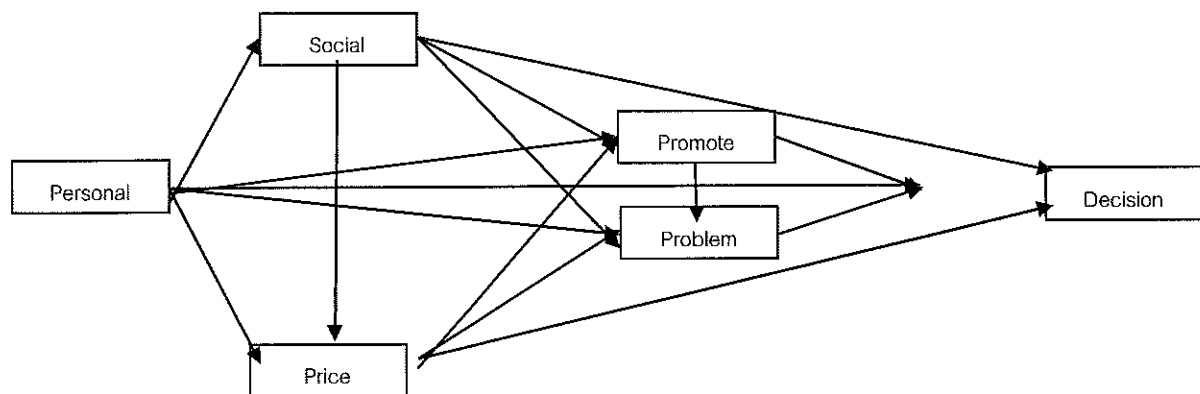 Social
Promote
Personal
Decision
Problem
Price